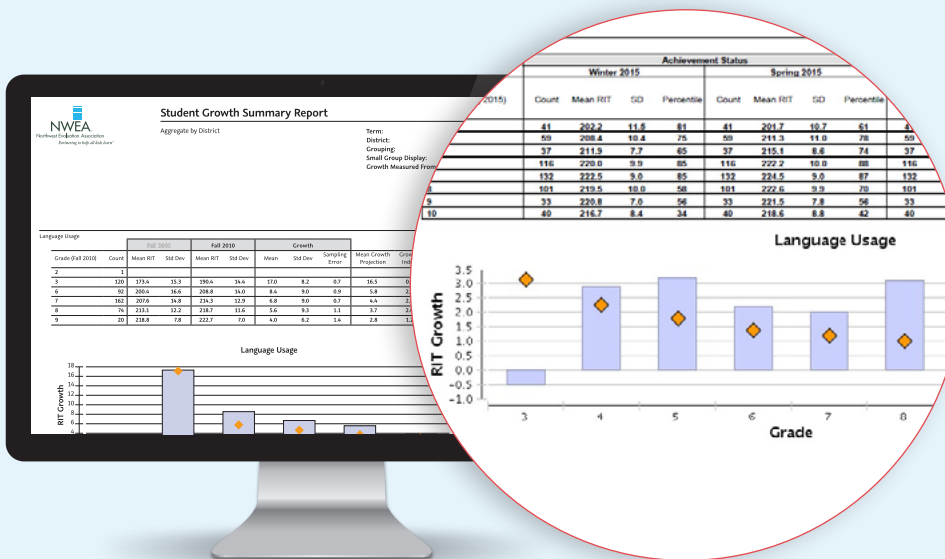 NWEA
Northwest Evaluation Association
Partnering to help all kids learn
Student Growth Summary Report
Aggregate by District
Term:
District:
Grouping:
Small Group Display:
Growth Measured From
Language Usage
Fall 2010 Growth
Grade (Fall 2010) Count Mean RIT Std Dev Mean RIT Std Dev Mean Std Dev Sampling Error Mean Growth Projection
2 1
3 120 173.4 15.3 190.4 14.4 17.0 8.2 0.7 16.5
6 92 200.4 16.6 208.8 14.0 8.4 9.0 0.9 5.8
7 162 207.6 14.8 214.3 12.9 6.8 9.0 0.7 4.4
8 74 213.1 12.2 218.7 11.6 5.6 9.3 1.1 3.7
9 20 218.8 7.8 222.7 7.0 4.0 6.2 1.4 2.8
Language Usage
RIT Growth
18
16
14
12
10
8
6
4
Achievement Status
Winter 2015 Spring 2015
2015) Count Mean RIT SD Percentile Count Mean RIT SD Percentile
41 202.2 11.5 81 41 201.7 10.7 61
59 208.4 10.4 75 59 211.3 11.0 78 59
37 211.9 7.7 65 37 215.1 8.6 74 37
116 220.0 9.9 85 116 222.2 10.0 88 116
132 222.5 9.0 85 132 224.5 9.0 87 132
101 219.5 10.0 58 101 222.6 9.9 70 101
9 33 220.8 7.0 56 33 221.5 7.8 56 33
10 40 216.7 8.4 34 40 218.6 8.8 42 40
Language Usage
RIT Growth
3.5
3.0
2.5
2.0
1.5
1.0
0.5
0.0
-0.5
-1.0
3 4 5 6 7 8
Grade